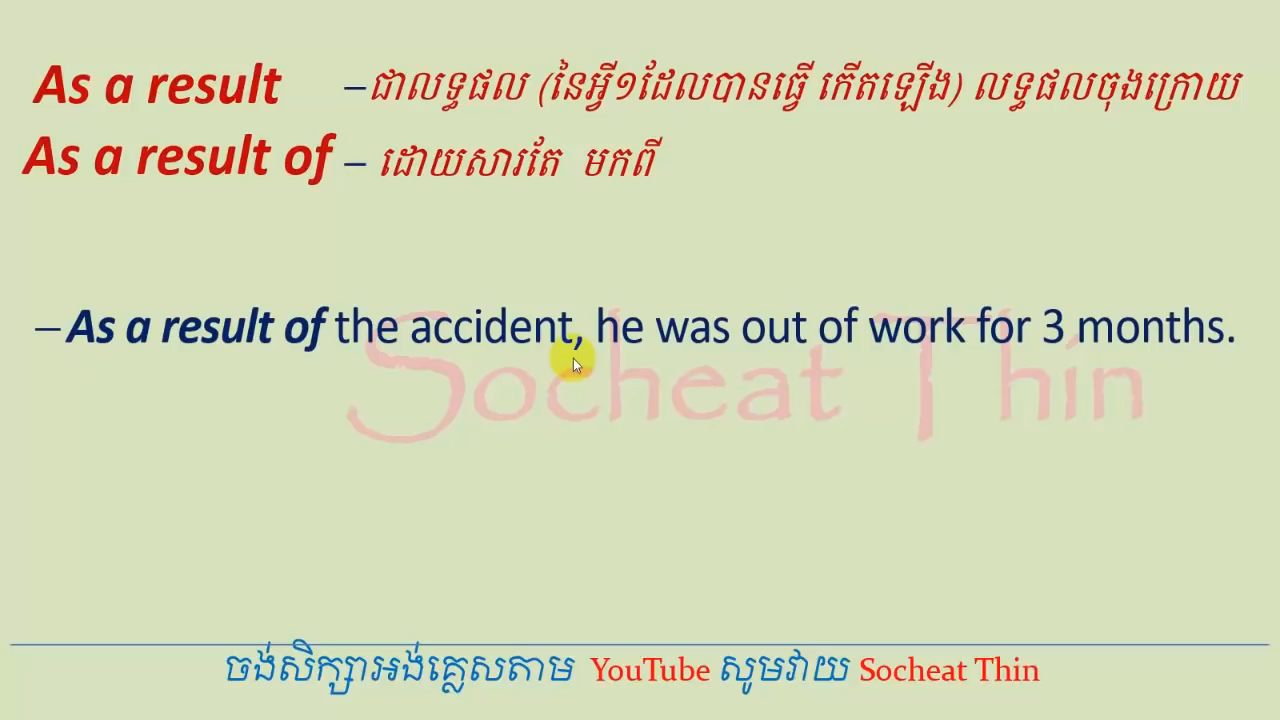 As a result –ជាលទ្ធផល (នៃអ្វី១ដែលបានធ្វើ កើតឡើង) លទ្ធផលចុងក្រោយ
As a result of – ដោយសារតែ មកពី
–As a result of the accident, he was out of work for 3 months.
Socheat Thin
ចង់សិក្សាអង់គ្លេសតាម YouTube សូមវាយ Socheat Thin